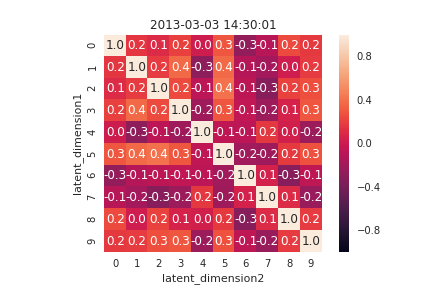 2013-03-03 14:30:01
0 1.0 0.2 0.1 0.2 0.0 0.3 -0.3 -0.1 0.2 0.2
1 0.2 1.0 0.2 0.4 -0.3 0.4 -0.1 -0.2 0.0 0.2
2 0.1 0.2 1.0 0.2 -0.1 0.4 -0.1 -0.3 0.2 0.3
3 0.2 0.4 0.2 1.0 -0.2 0.3 -0.1 -0.2 0.1 0.3
4 0.0 -0.3 -0.1 -0.2 1.0 -0.1 -0.1 0.2 0.0 -0.2
5 0.3 0.4 0.4 0.3 -0.1 1.0 -0.2 -0.2 0.2 0.3
6 -0.3 -0.1 -0.1 -0.1 -0.1 -0.2 1.0 0.1 -0.3 -0.1
7 -0.1 -0.2 -0.3 -0.2 0.2 -0.2 0.1 1.0 0.1 -0.2
8 0.2 0.0 0.2 0.1 0.0 0.2 -0.3 0.1 1.0 0.2
9 0.2 0.2 0.3 0.3 -0.2 0.3 -0.1 -0.2 0.2 1.0
0 1 2 3 4 5 6 7 8 9
latent_dimension2
latent_dimension1
0.8
0.4
0.0
-0.4
-0.8